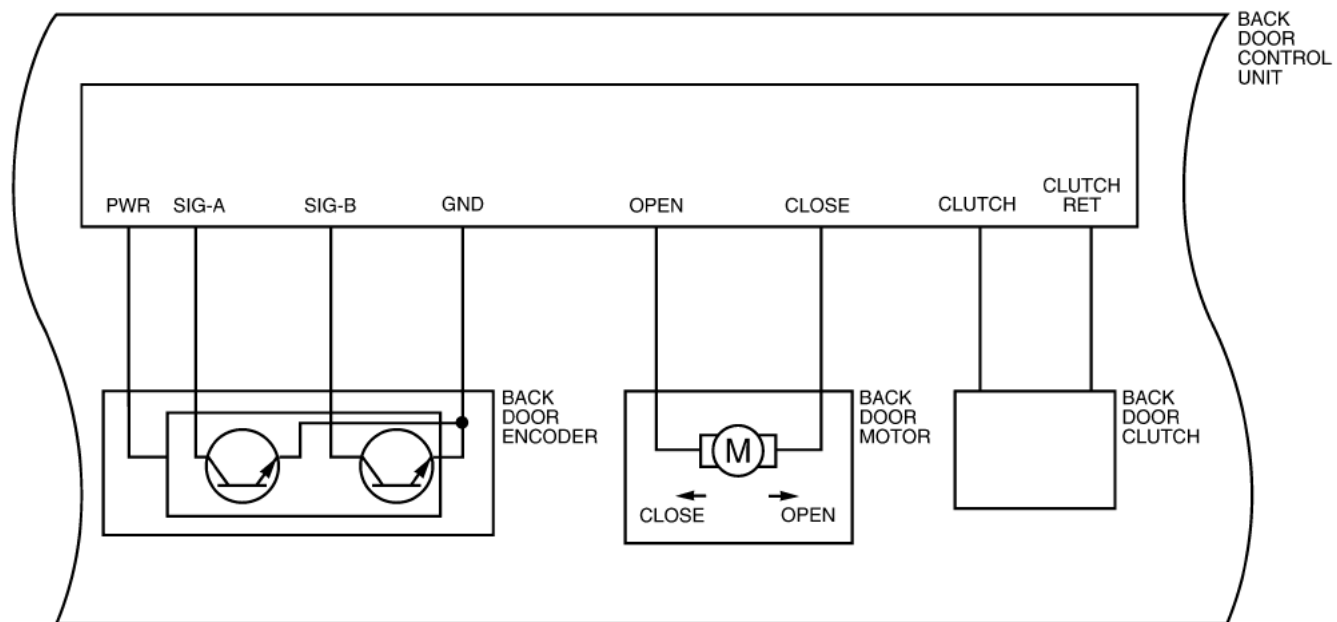 BACK
DOOR
CONTROL
UNIT
PWR SIG-A SIG-B GND OPEN CLOSE CLUTCH CLUTCH
RET
BACK
DOOR
ENCODER
M
CLOSE OPEN
BACK
DOOR
MOTOR
BACK
DOOR
CLUTCH